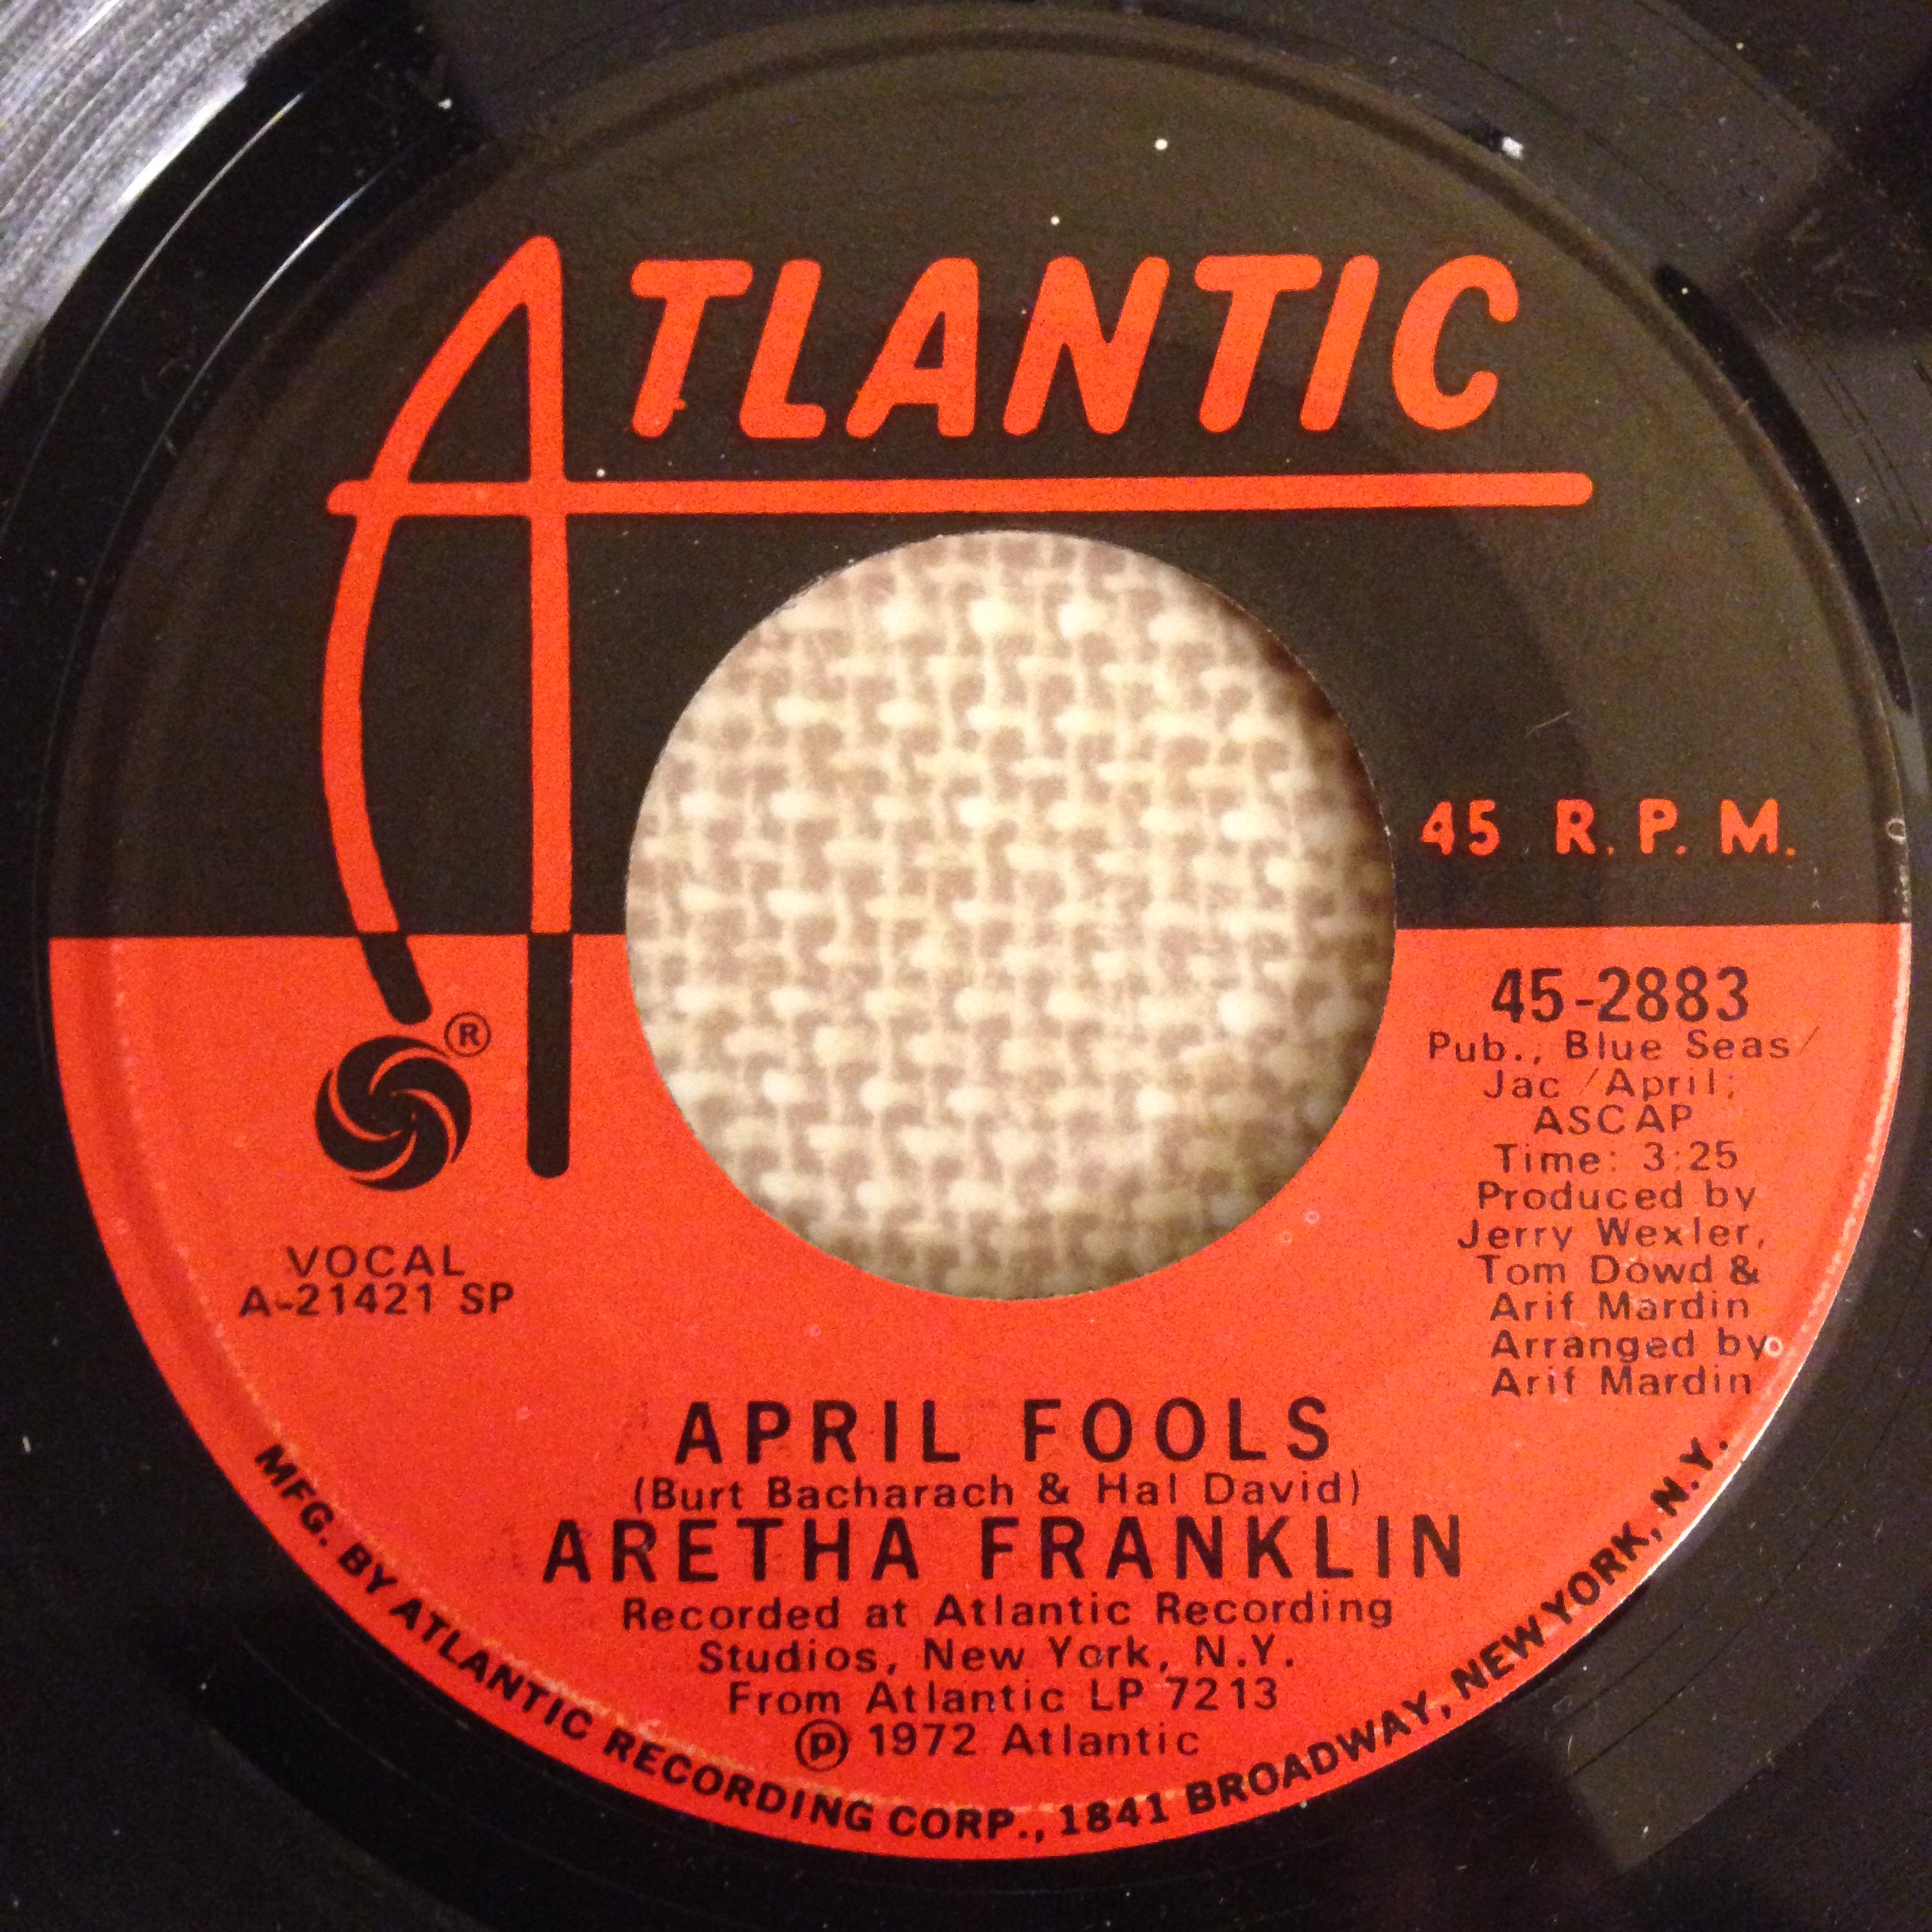 ATLANTIC
45 R.P.M.
45-2883
Pub., Blue Seas/
Jac/April;
ASCAP
Time: 3:25
Produced by
Jerry Wexler,
Tom Dowd &
Arif Mardin
Arranged by
Arif Mardin
®
VOCAL
A-21421 SP
APRIL FOOLS
(Burt Bacharach & Hal David)
ARETHA FRANKLIN
Recorded at Atlantic Recording
Studios, New York, N.Y.
From Atlantic LP 7213
℗ 1972 Atlantic
MFG. BY ATLANTIC RECORDING CORP., 1841 BROADWAY, NEW YORK, N.Y.